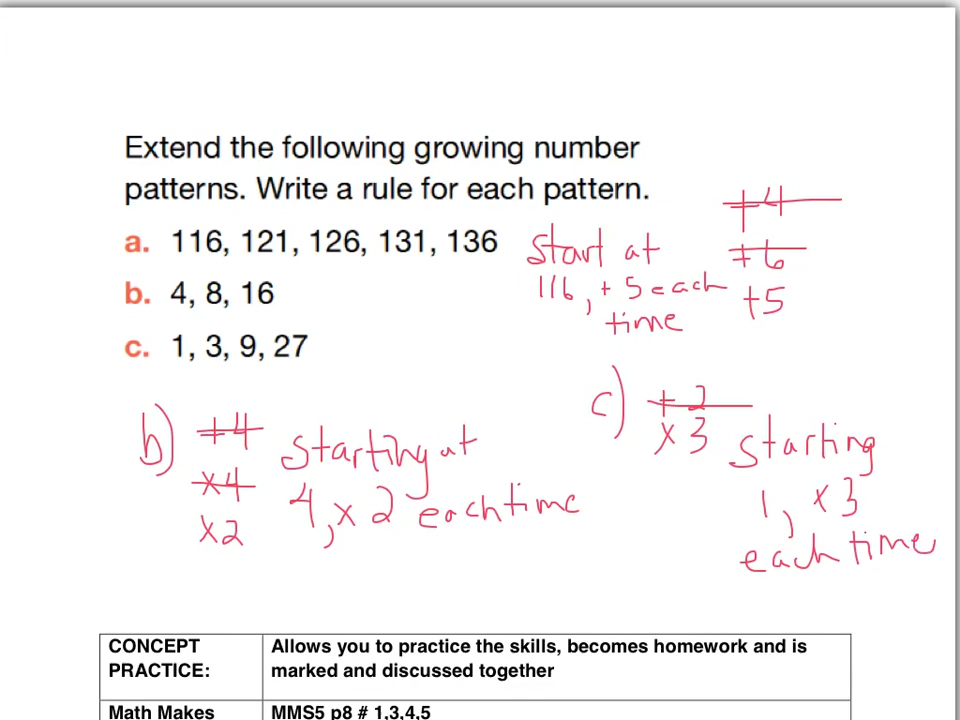 Extend the following growing number
patterns. Write a rule for each pattern.
a. 116, 121, 126, 131, 136
b. 4, 8, 16
c. 1, 3, 9, 27
start at
116, +5 each
time
+4
+6
+5
b) +4
x4
x2
starting at
4, x2 each time
c) +2
x3
starting
1, x3
each time
CONCEPT PRACTICE:
Allows you to practice the skills, becomes homework and is
marked and discussed together
Math Makes
MMS5 p8 # 1,3,4,5